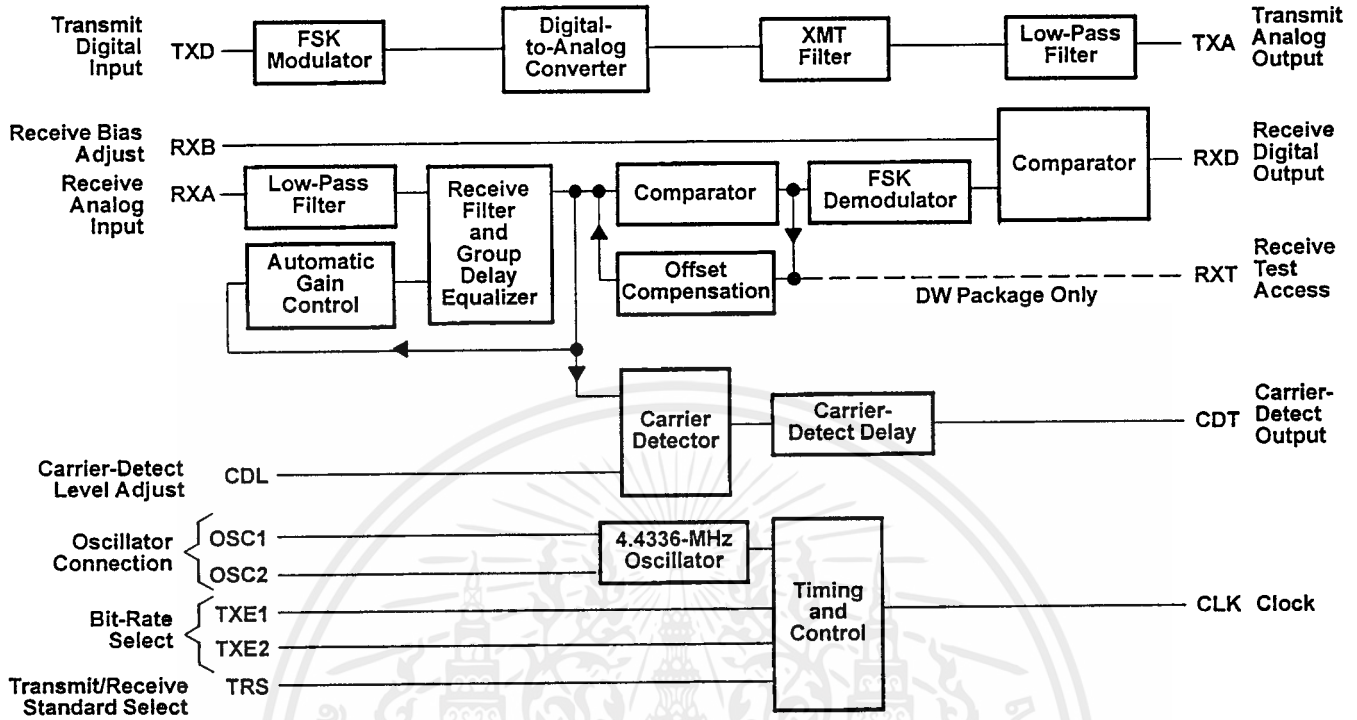 Transmit
Digital
Input
TXD
FSK
Modulator
Digital-
to-Analog
Converter
XMT
Filter
Low-Pass
Filter
TXA
Transmit
Analog
Output
Receive Bias
Adjust
RXB
Comparator
RXD
Receive
Digital
Output
Receive
Analog
Input
RXA
Low-Pass
Filter
Receive
Filter
and
Group
Delay
Equalizer
Comparator
FSK
Demodulator
Automatic
Gain
Control
Offset
Compensation
DW Package Only
RXT
Receive
Test
Access
Carrier
Detector
Carrier-
Detect Delay
CDT
Carrier-
Detect
Output
Carrier-Detect
Level Adjust
CDL
Oscillator
Connection
OSC1
OSC2
4.4336-MHz
Oscillator
Bit-Rate
Select
TXE1
TXE2
Timing
and
Control
CLK Clock
Transmit/Receive
Standard Select
TRS